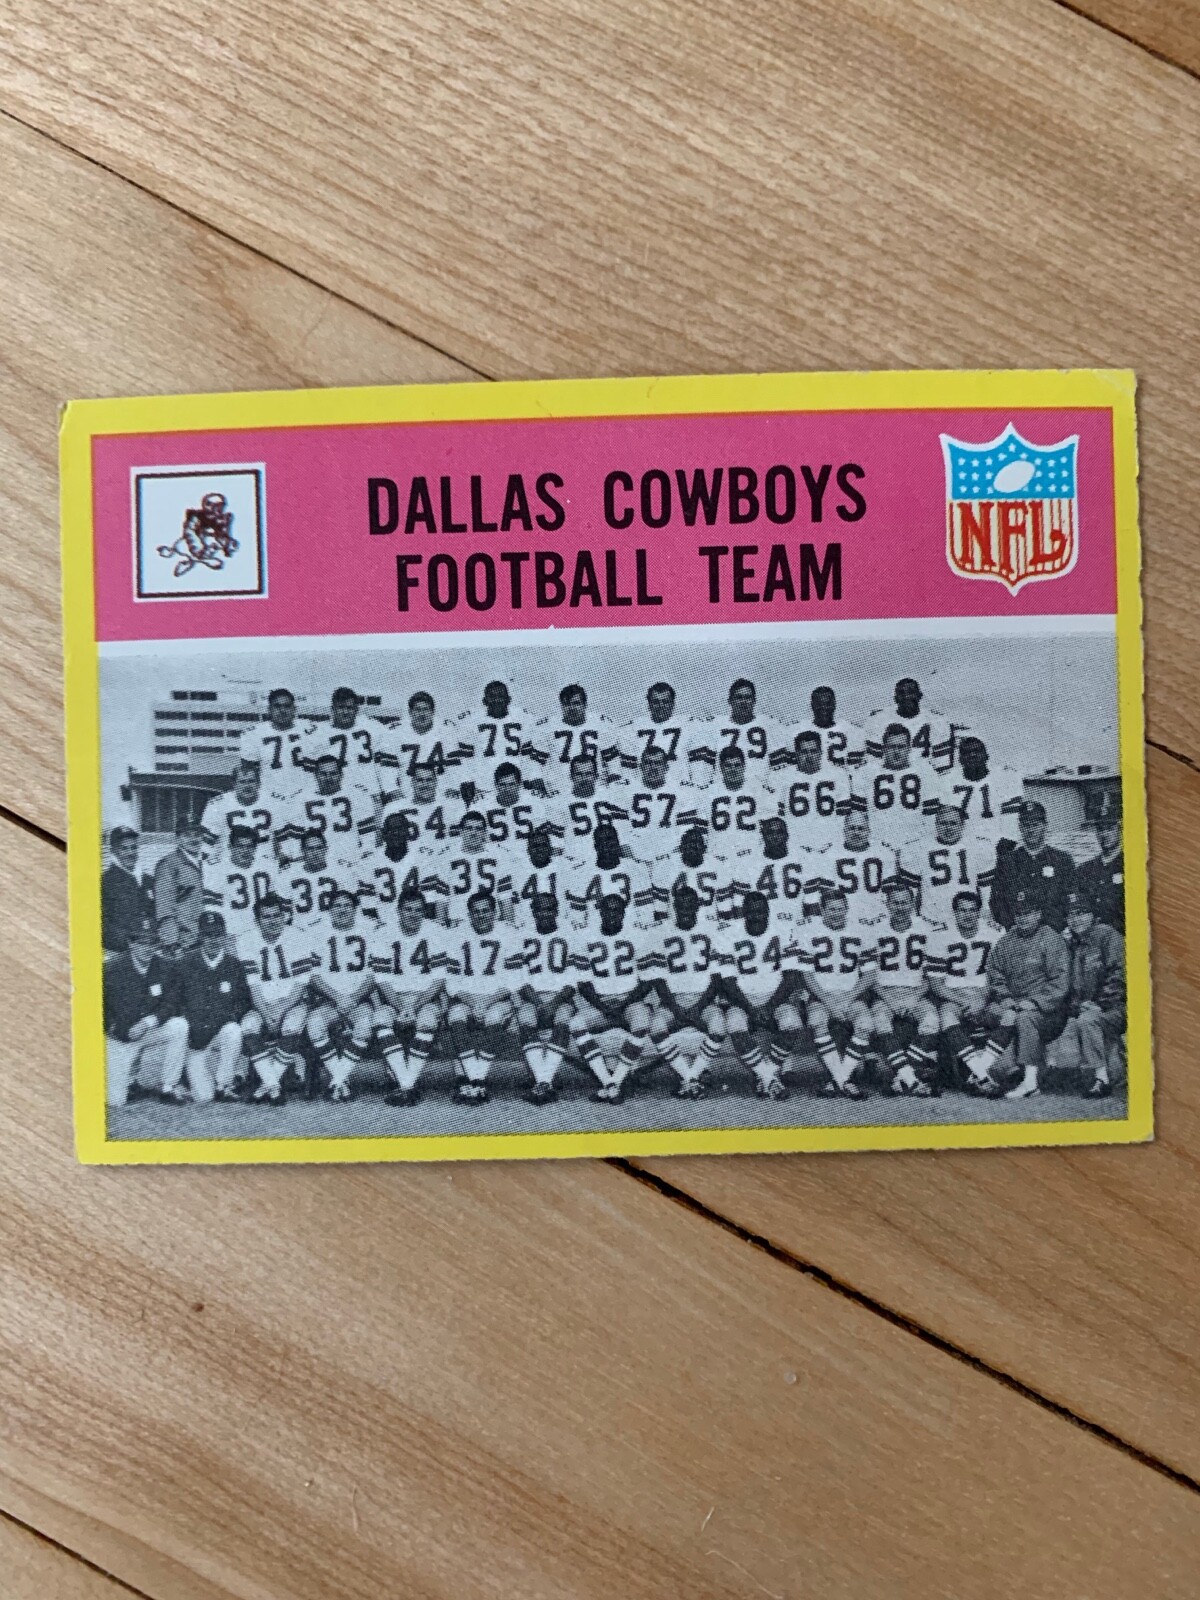 DALLAS COWBOYS
FOOTBALL TEAM
NFL
73 74 75 76 77 79
53 54 55 57 62 66 68 71
30 32 34 35 41 43 45 46 50 51
11 13 14 17 20 22 23 24 25 26 27